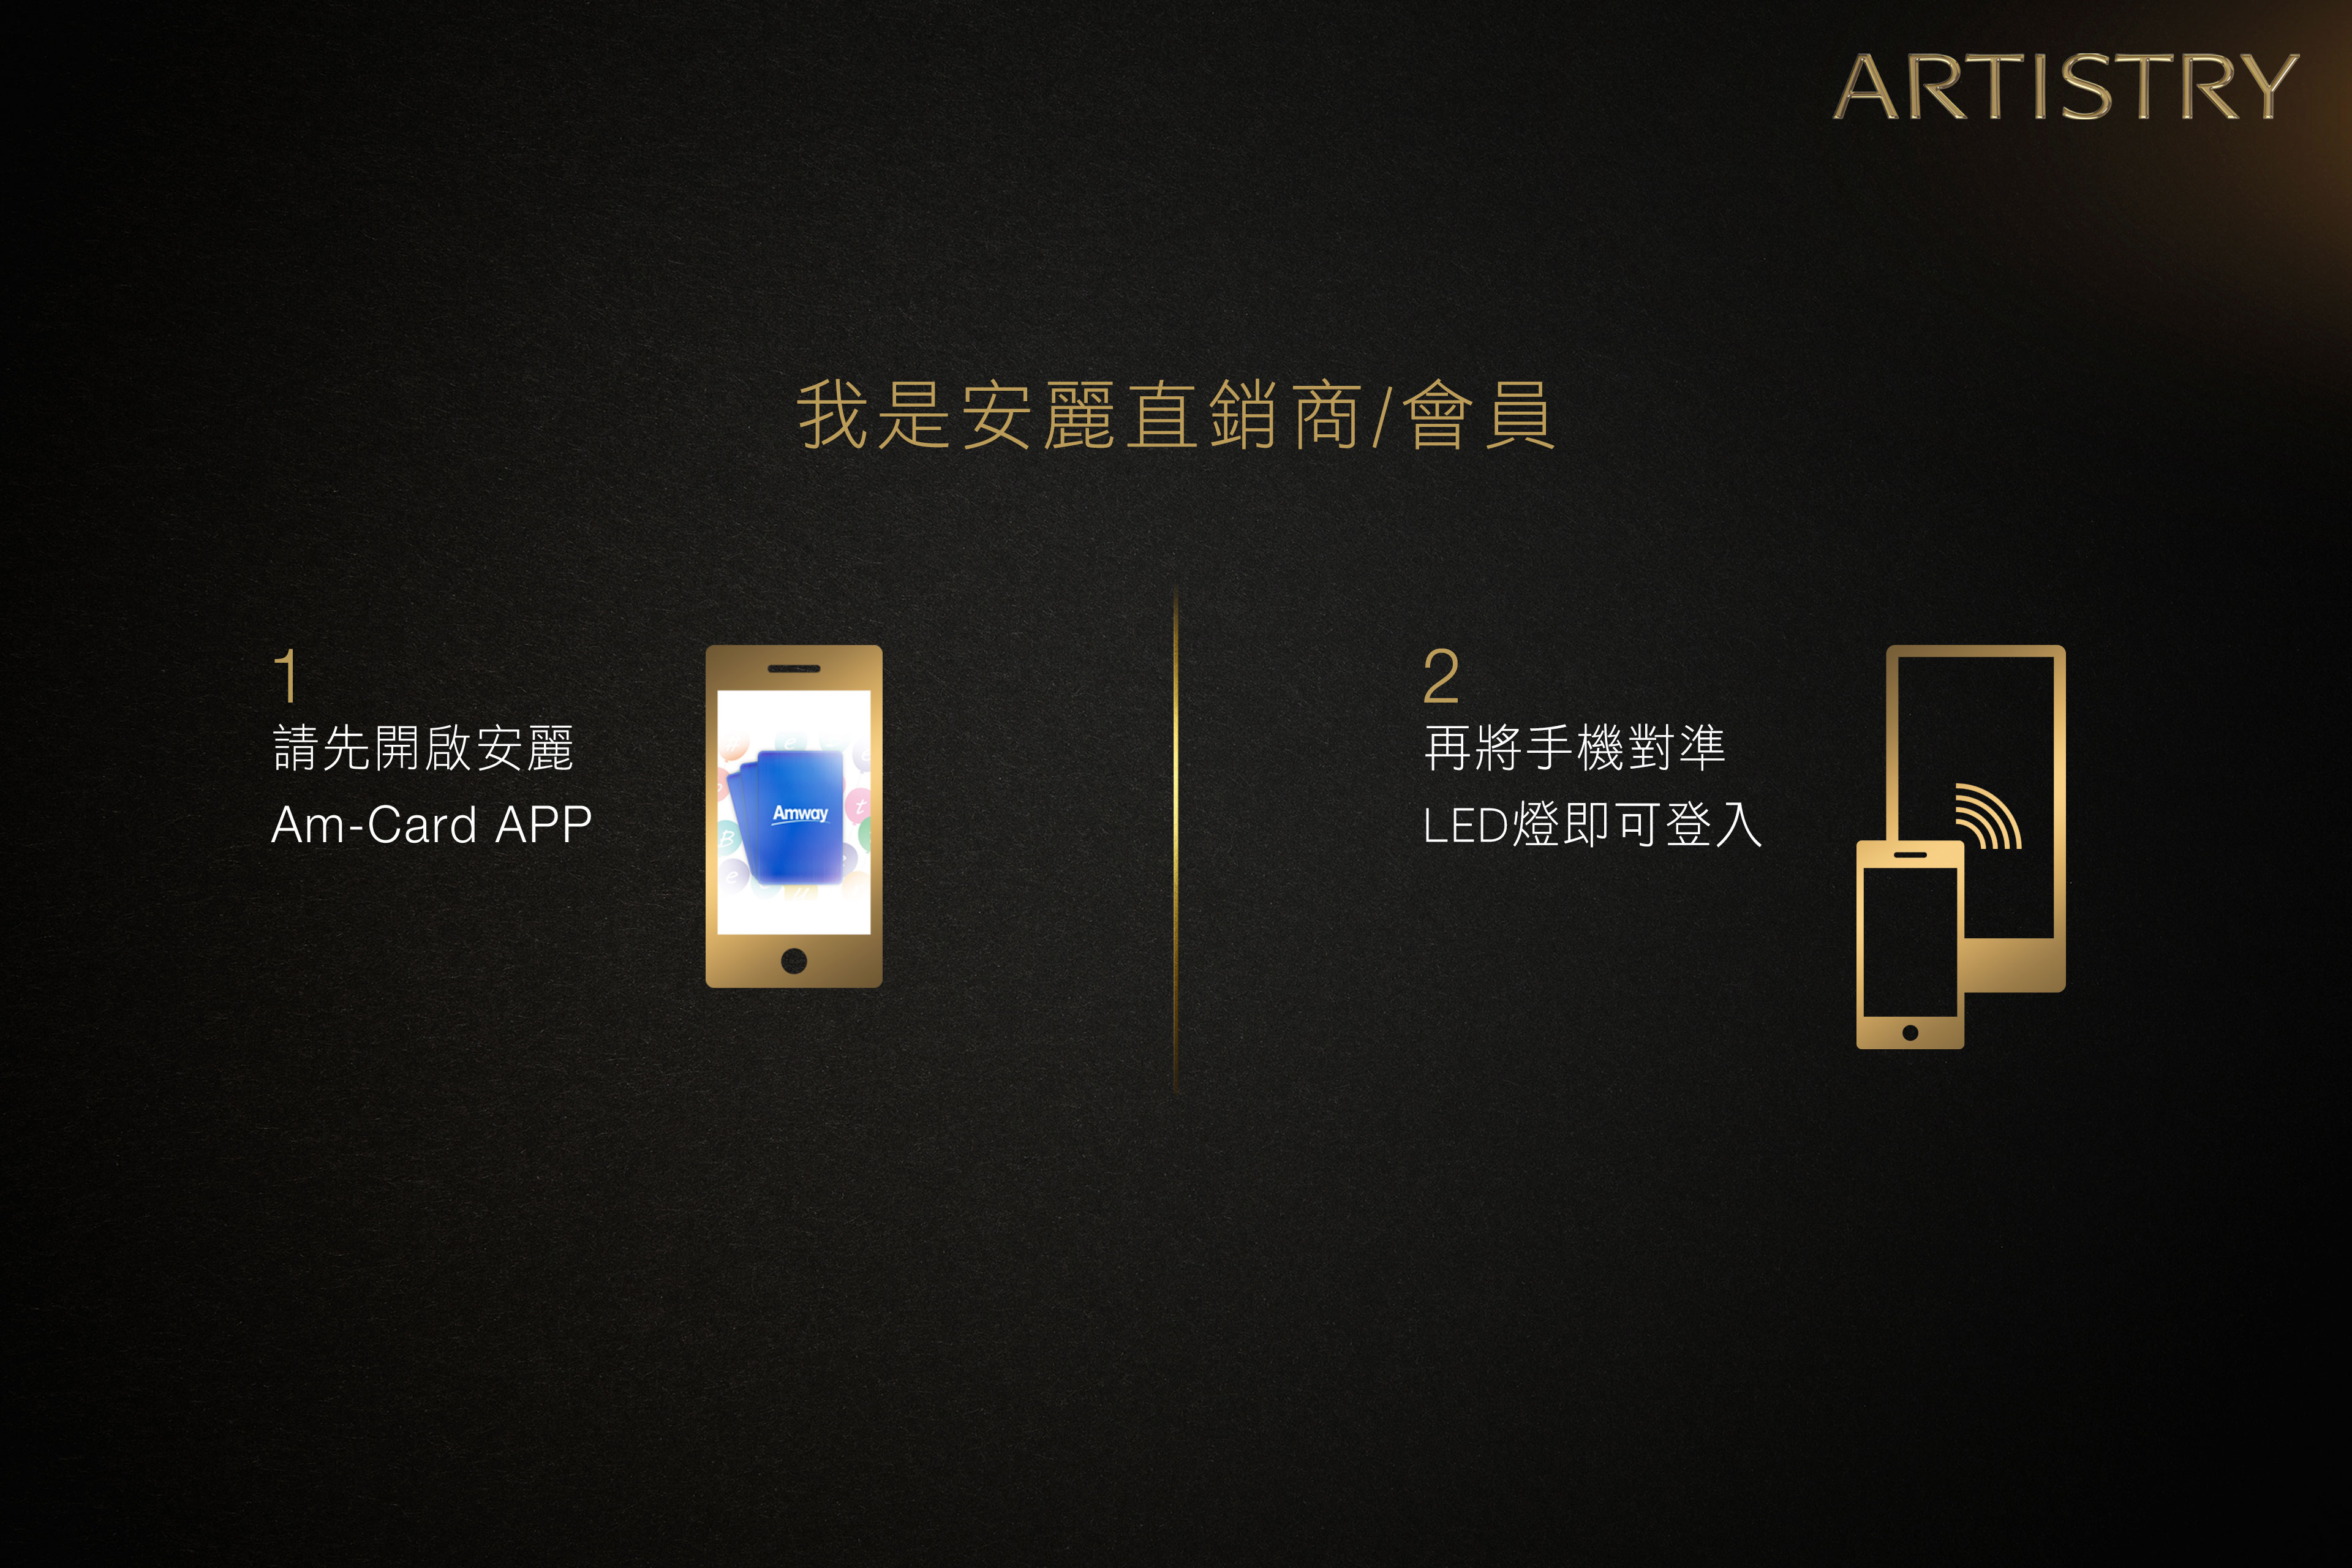 ARTISTRY
我是安麗直銷商/會員
1
請先開啟安麗
Am-Card APP
Amway
2
再將手機對準
LED燈即可登入